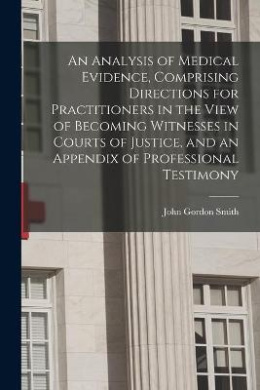 An Analysis of Medical
Evidence, Comprising
Directions for
Practitioners in the View
of Becoming Witnesses
in Courts of Justice, and an
Appendix of Professional
Testimony
John Gordon Smith